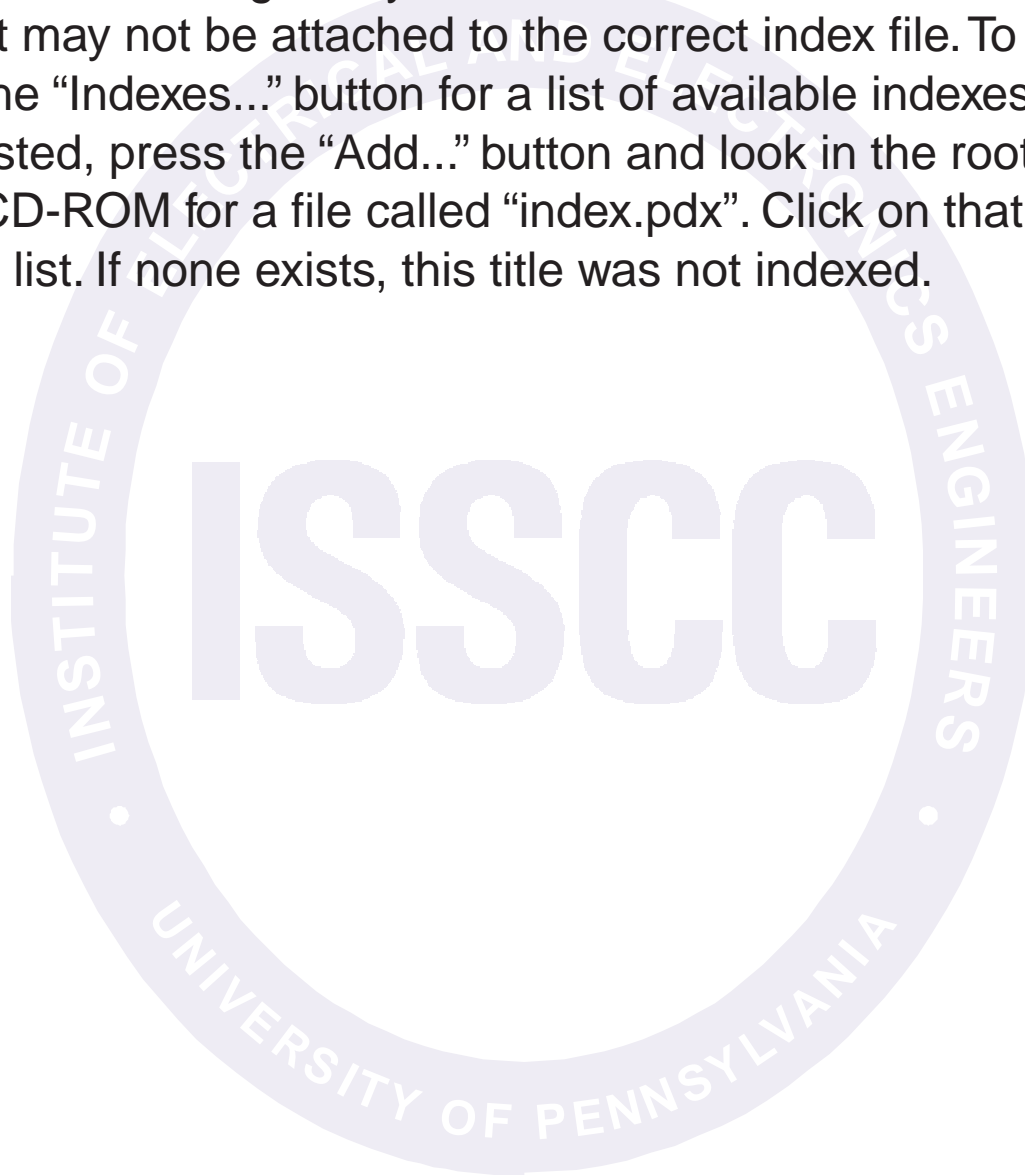 t may not be attached to the correct index file. To
ne “Indexes...” button for a list of available indexes
sted, press the “Add...” button and look in the root
CD-ROM for a file called “index.pdx”. Click on that
list. If none exists, this title was not indexed.
INSTITUTE OF ELECTRICAL AND ELECTRONICS ENGINEERS
ISSCC
UNIVERSITY OF PENNSYLVANIA